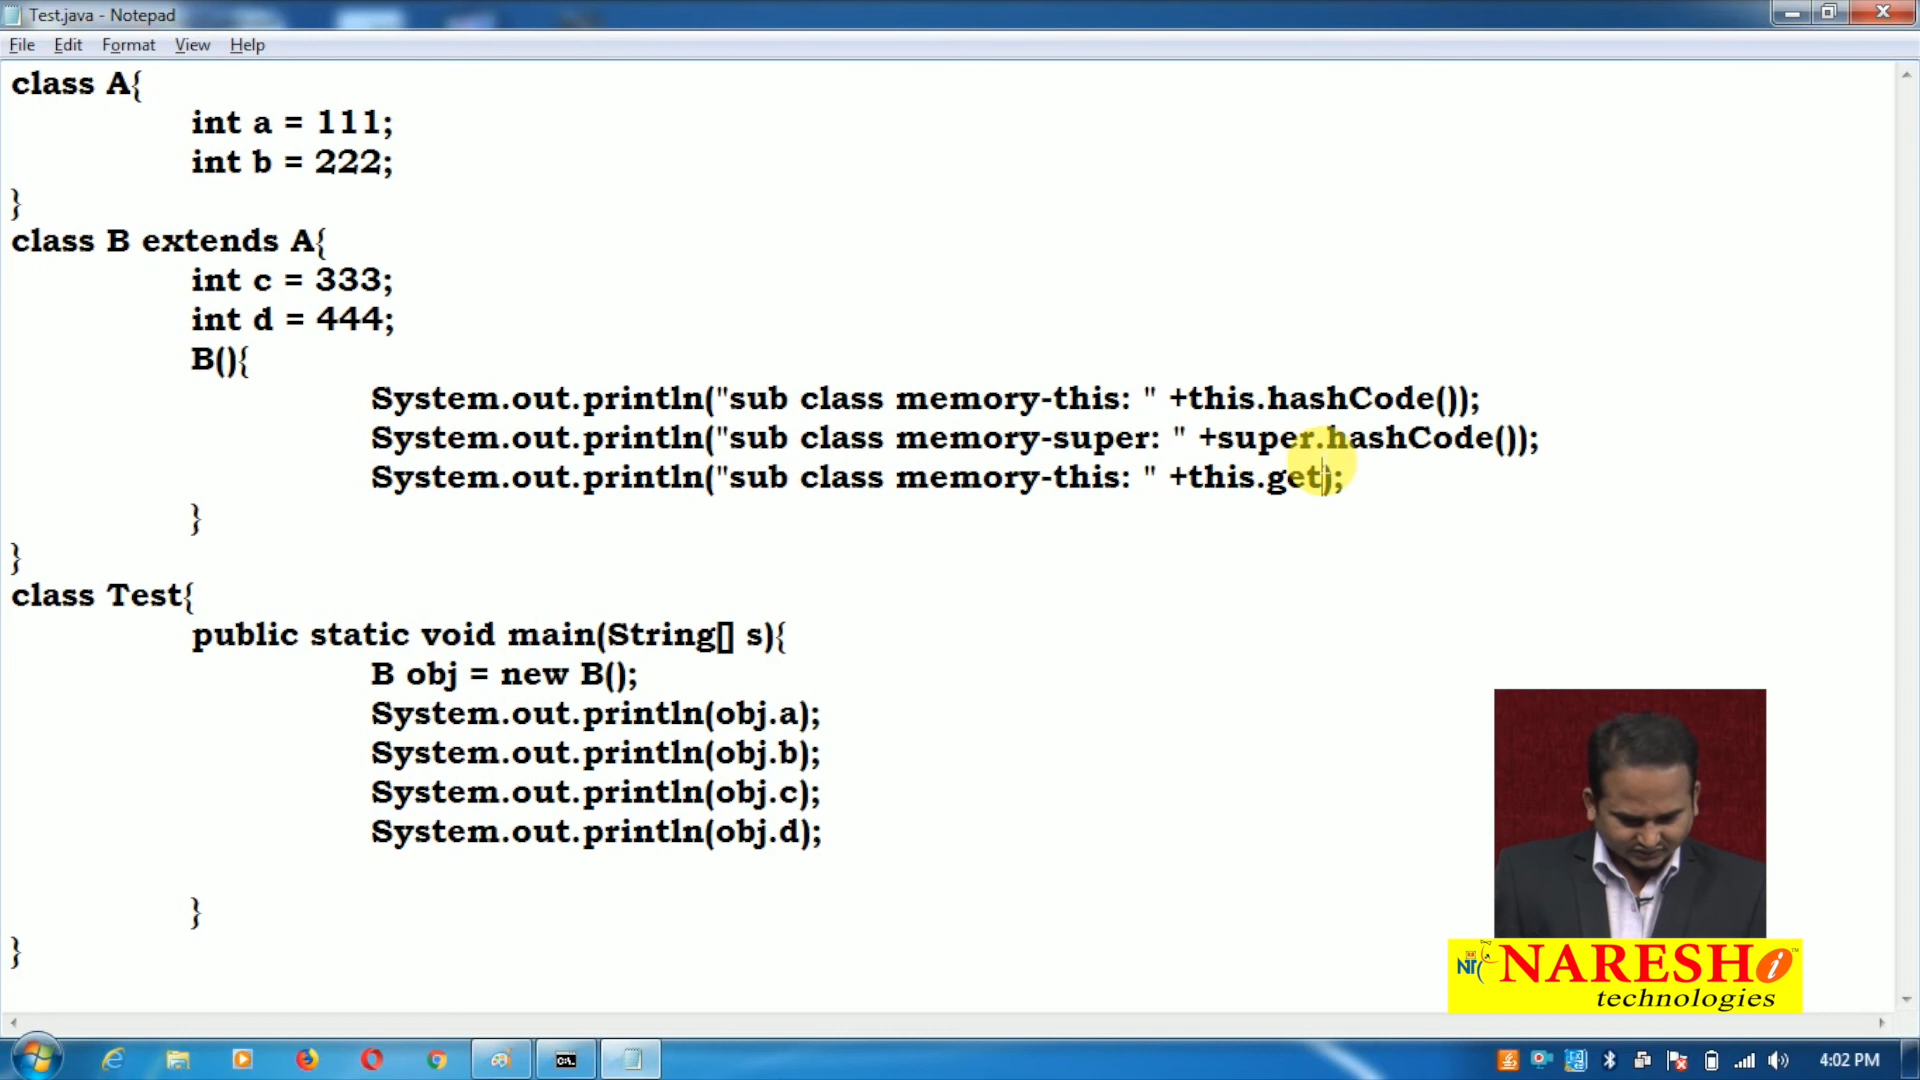 Test.java - Notepad
File Edit Format View Help
class A{
int a = 111;
int b = 222;
}
class B extends A{
int c = 333;
int d = 444;
B(){
System.out.println("sub class memory-this: " +this.hashCode());
System.out.println("sub class memory-super: " +super.hashCode());
System.out.println("sub class memory-this: " +this.get);
}
}
class Test{
public static void main(String[] s){
B obj = new B();
System.out.println(obj.a);
System.out.println(obj.b);
System.out.println(obj.c);
System.out.println(obj.d);
}
}
NT NARESH i ™
technologies
C:\.
4:02 PM